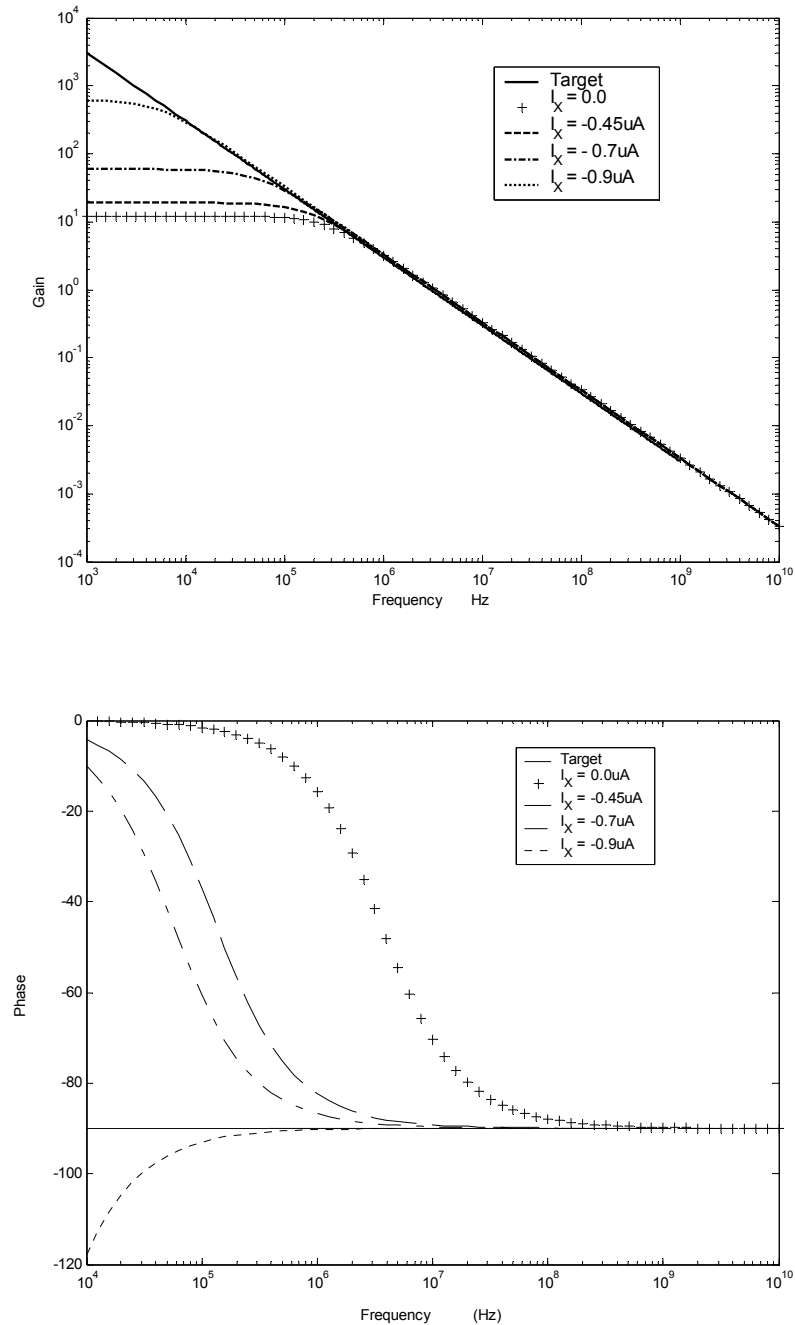 10^4
10^3
10^2
10^1
10^0
10^-1
10^-2
10^-3
10^-4
Gain
Target
I_X = 0.0
I_X = -0.45uA
I_X = - 0.7uA
I_X = -0.9uA
10^3 10^4 10^5 10^6 10^7 10^8 10^9 10^10
Frequency Hz
0
-20
-40
-60
-80
-100
-120
Phase
Target
I_X = 0.0uA
I_X = -0.45uA
I_X = -0.7uA
I_X = -0.9uA
10^4 10^5 10^6 10^7 10^8 10^9 10^10
Frequency (Hz)